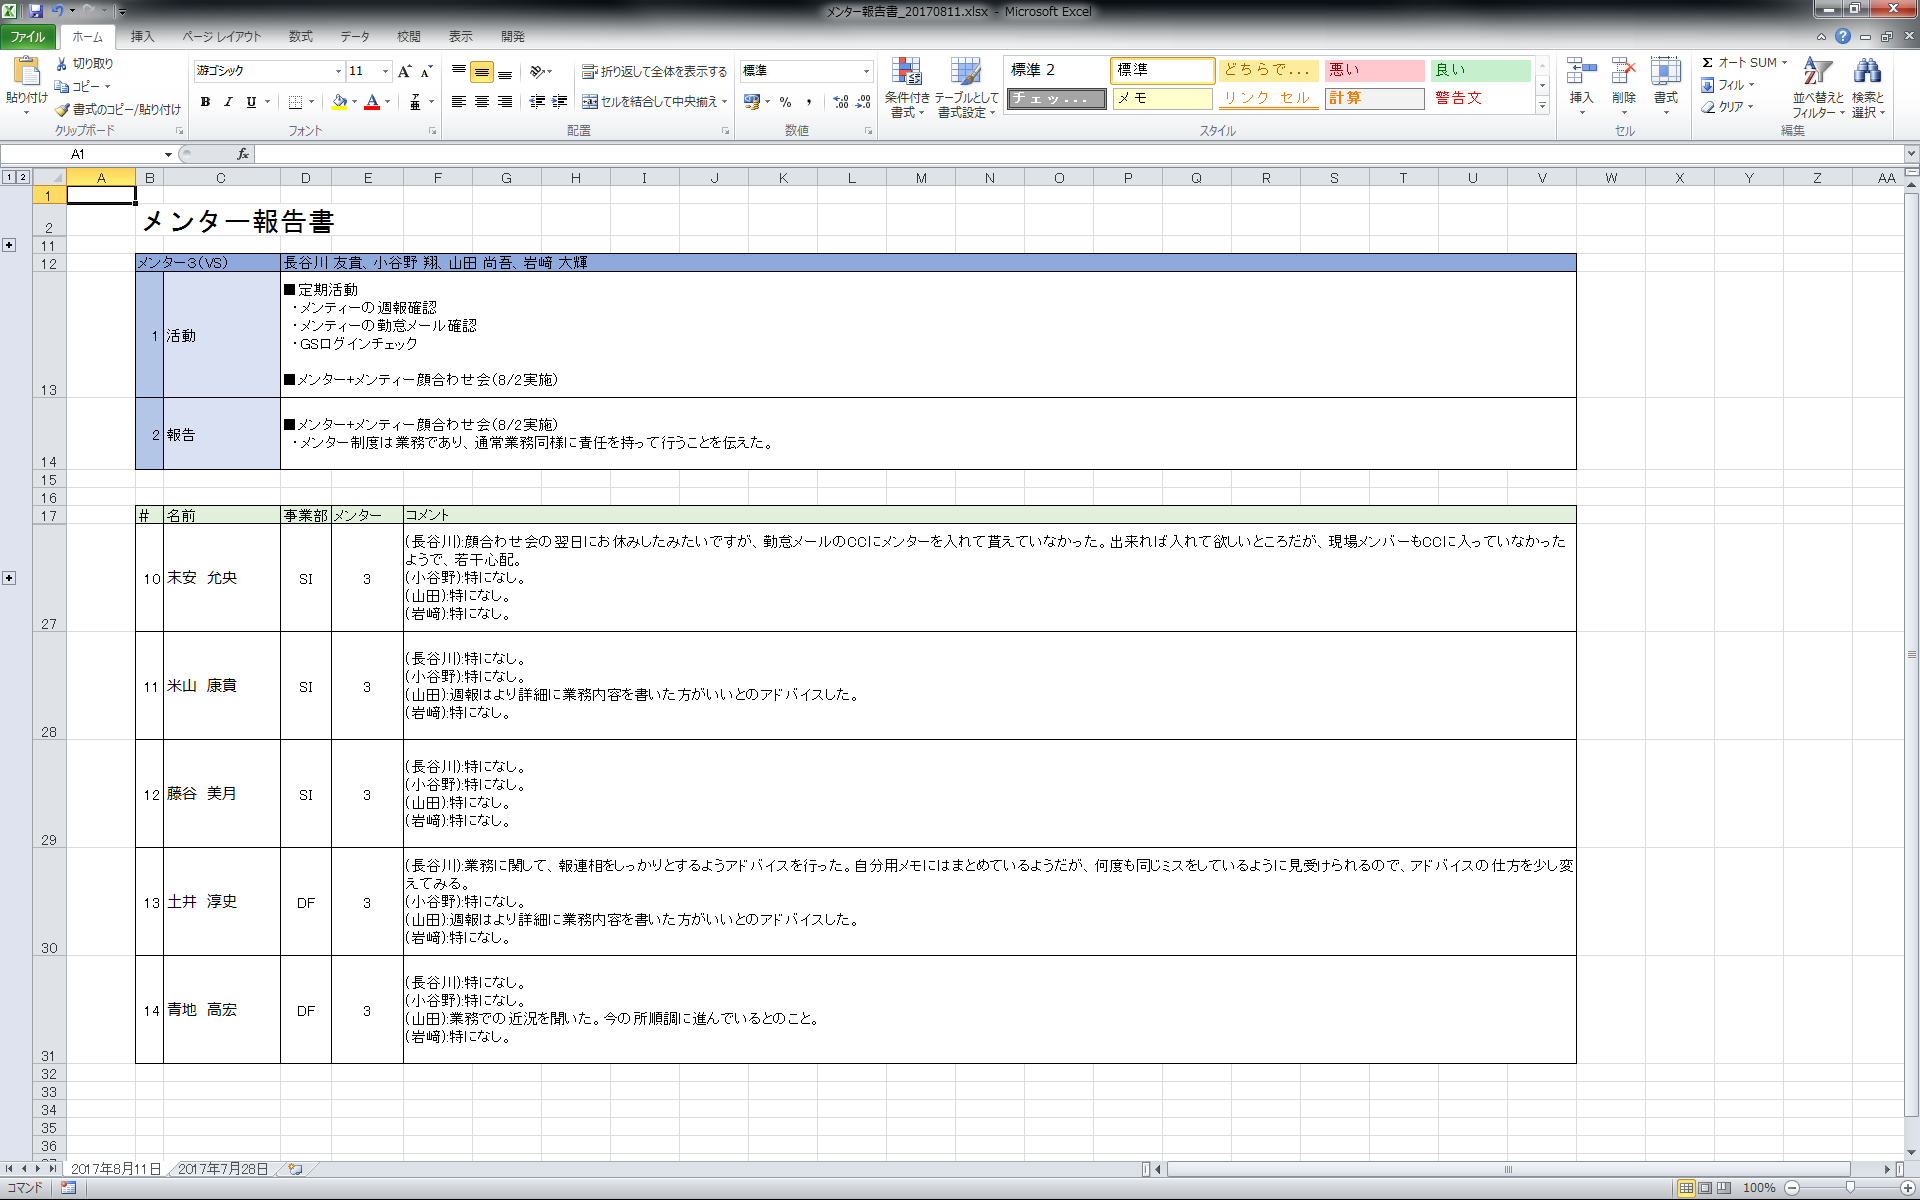 メンター報告書_20170811.xlsx - Microsoft Excel
ファイル ホーム 挿入 ページ レイアウト 数式 データ 校閲 表示 開発
貼り付け 切り取り コピー 書式のコピー/貼り付け クリップボード
游ゴシック 11 B I U フォント
折り返して全体を表示する セルを結合して中央揃え 配置
標準 % 数値
条件付き書式 テーブルとして書式設定
標準 2 標準 どちらで... 悪い 良い
チェッ... メモ リンク セル 計算 警告文
スタイル
挿入 削除 書式 セル
Σ オート SUM フィル クリア 並べ替えとフィルター 検索と選択 編集
A1 fx
1 2 A B C D E F G H I J K L M N O P Q R S T U V W X Y Z AA
1
2 メンター報告書
11
12 メンター3(VS) 長谷川 友貴、小谷野 翔、山田 尚吾、岩﨑 大輝
13 1 活動
■定期活動
・メンティーの週報確認
・メンティーの勤怠メール確認
・GSログインチェック
■メンター+メンティー顔合わせ会(8/2実施)
14 2 報告
■メンター+メンティー顔合わせ会(8/2実施)
・メンター制度は業務であり、通常業務同様に責任を持って行うことを伝えた。
15
16
17 # 名前 事業部 メンター コメント
27 10 末安 允央 SI 3
(長谷川):顔合わせ会の翌日にお休みしたみたいですが、勤怠メールのCCにメンターを入れて貰えていなかった。出来れば入れて欲しいところだが、現場メンバーもCCに入っていなかった
ようで、若干心配。
(小谷野):特になし。
(山田):特になし。
(岩﨑):特になし。
28 11 米山 康貴 SI 3
(長谷川):特になし。
(小谷野):特になし。
(山田):週報はより詳細に業務内容を書いた方がいいとのアドバイスした。
(岩﨑):特になし。
29 12 藤谷 美月 SI 3
(長谷川):特になし。
(小谷野):特になし。
(山田):特になし。
(岩﨑):特になし。
30 13 土井 淳史 DF 3
(長谷川):業務に関して、報連相をしっかりとするようアドバイスを行った。自分用メモにはまとめているようだが、何度も同じミスをしているように見受けられるので、アドバイスの仕方を少し変
えてみる。
(小谷野):特になし。
(山田):週報はより詳細に業務内容を書いた方がいいとのアドバイスした。
(岩﨑):特になし。
31 14 青地 高宏 DF 3
(長谷川):特になし。
(小谷野):特になし。
(山田):業務での近況を聞いた。今の所順調に進んでいるとのこと。
(岩﨑):特になし。
32
33
34
35
36
2017年8月11日 2017年7月28日
コマンド 100%